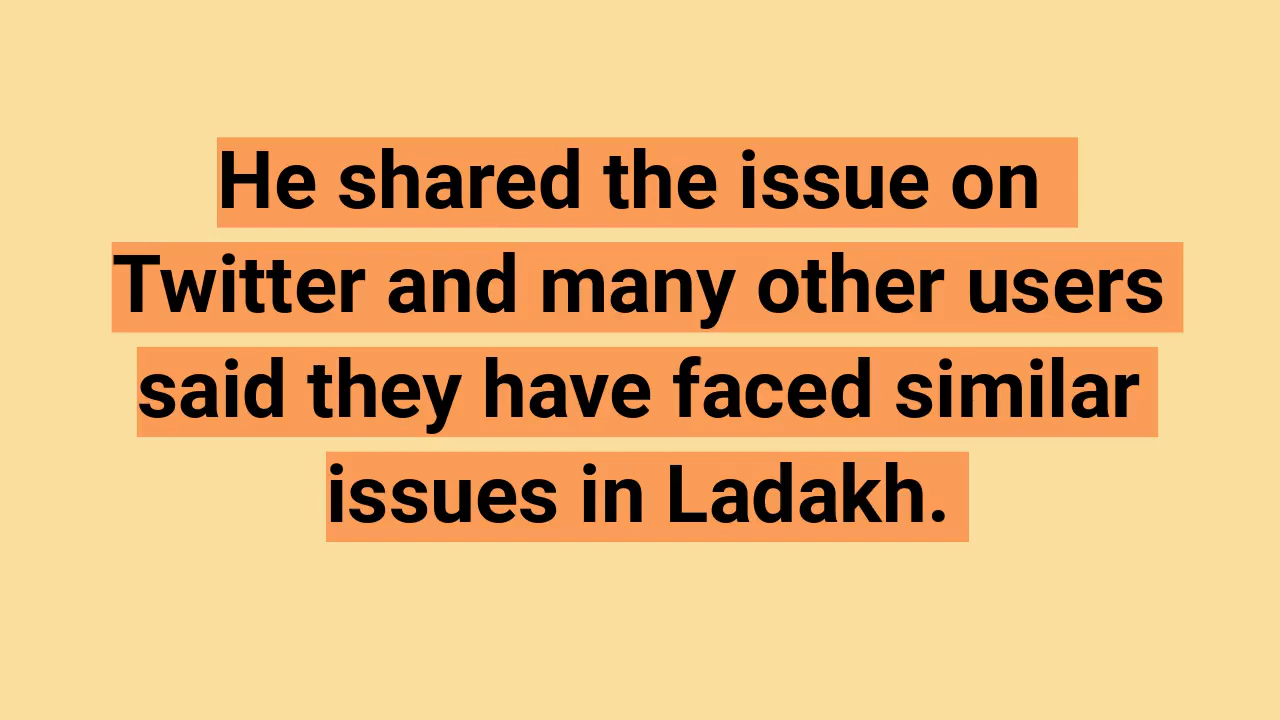 He shared the issue on
Twitter and many other users
said they have faced similar
issues in Ladakh.